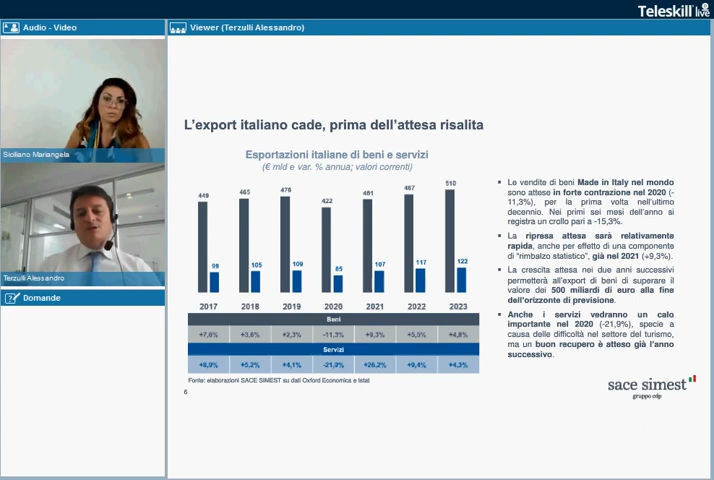 Teleskill live
Audio - Video
Viewer (Terzulli Alessandro)
Siciliano Mariangela
Terzulli Alessandro
Domande
L'export italiano cade, prima dell'attesa risalita
Esportazioni italiane di beni e servizi
(€ mld e var. % annua; valori correnti)
449 465 476 422 461 487 510
99 105 109 85 107 117 122
2017 2018 2019 2020 2021 2022 2023
Beni
+7,6% +3,6% +2,3% -11,3% +9,3% +5,5% +4,8%
Servizi
+8,9% +5,2% +4,1% -21,9% +26,2% +9,4% +4,3%
Fonte: elaborazioni SACE SIMEST su dati Oxford Economics e Istat
6
▪ Le vendite di beni Made in Italy nel mondo
sono attese in forte contrazione nel 2020 (-
11,3%), per la prima volta nell'ultimo
decennio. Nei primi sei mesi dell'anno si
registra un crollo pari a -15,3%.
▪ La ripresa attesa sarà relativamente
rapida, anche per effetto di una componente
di "rimbalzo statistico", già nel 2021 (+9,3%).
▪ La crescita attesa nei due anni successivi
permetterà all'export di beni di superare il
valore dei 500 miliardi di euro alla fine
dell'orizzonte di previsione.
▪ Anche i servizi vedranno un calo
importante nel 2020 (-21,9%), specie a
causa delle difficoltà nel settore del turismo,
ma un buon recupero è atteso già l'anno
successivo.
sace simest
gruppo cdp